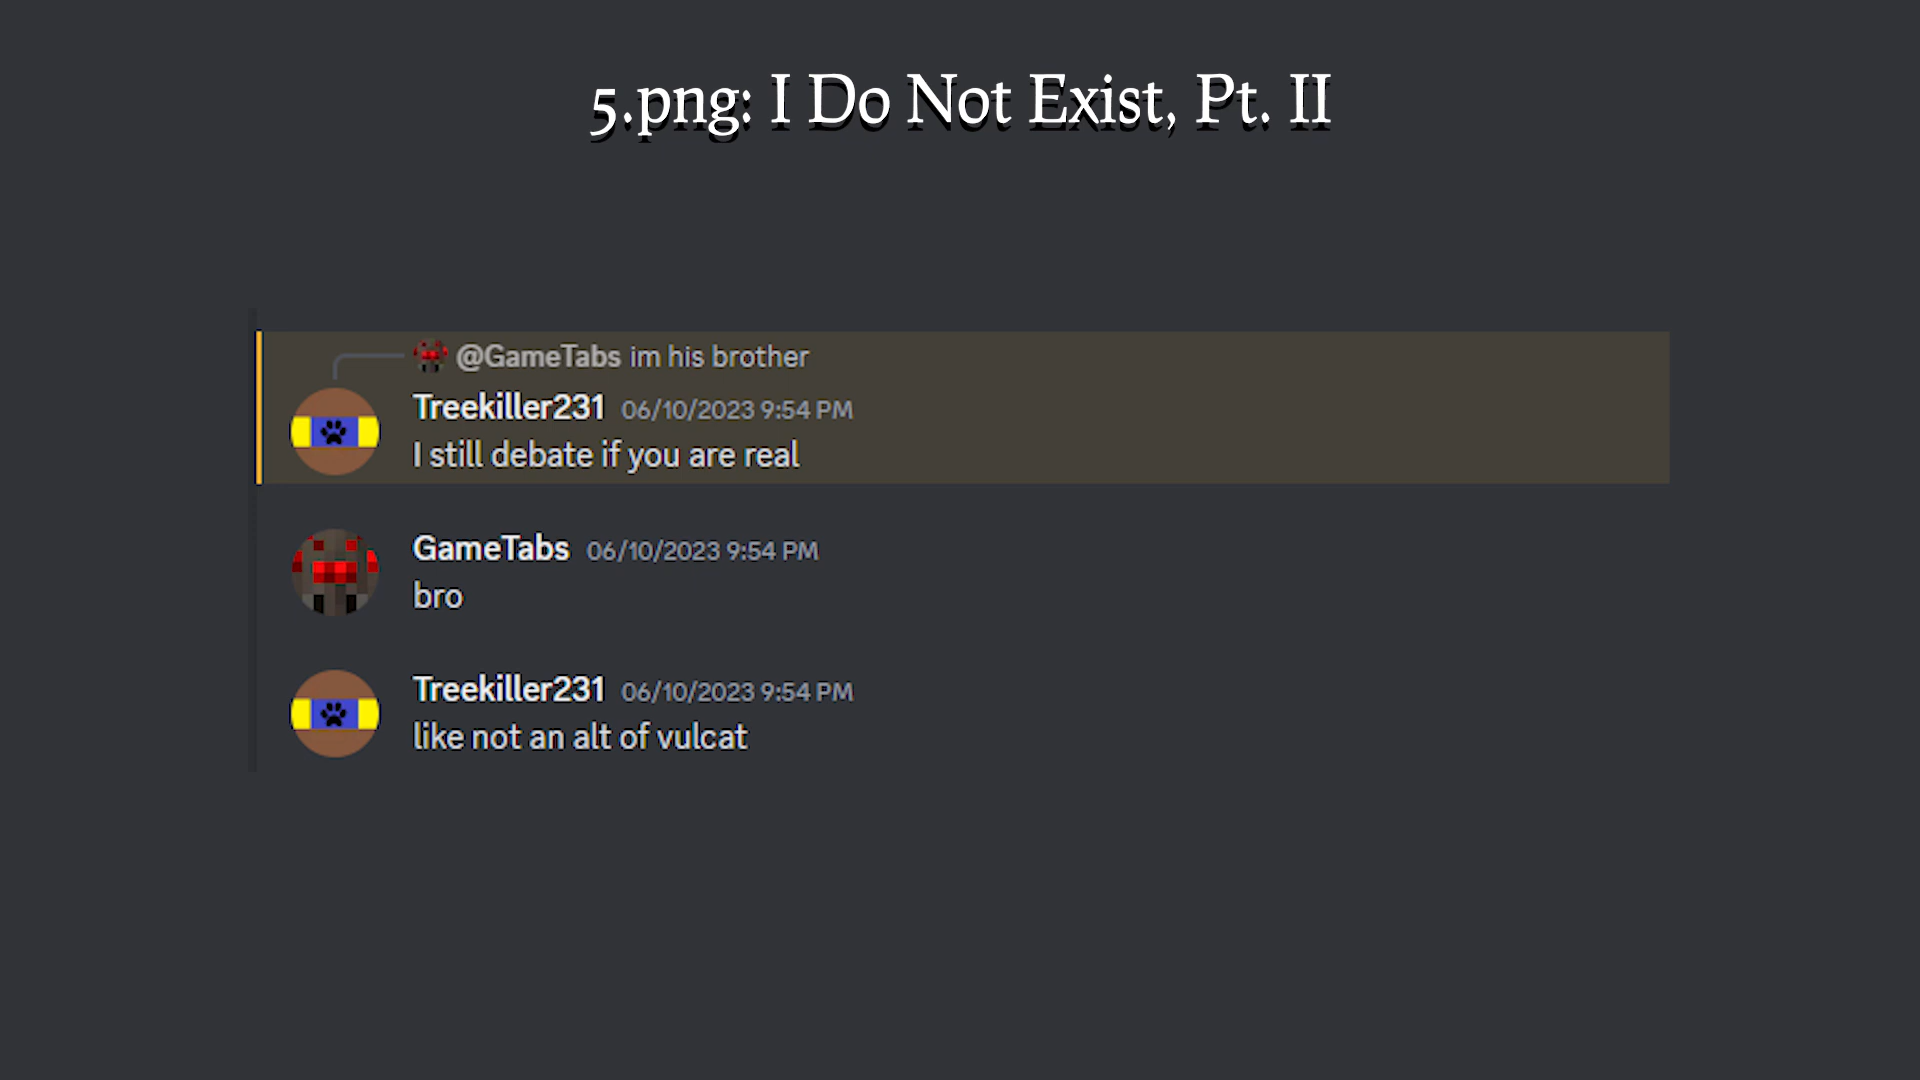 5.png: I Do Not Exist, Pt. II
@GameTabs im his brother
Treekiller231 06/10/2023 9:54 PM
I still debate if you are real
GameTabs 06/10/2023 9:54 PM
bro
Treekiller231 06/10/2023 9:54 PM
like not an alt of vulcat